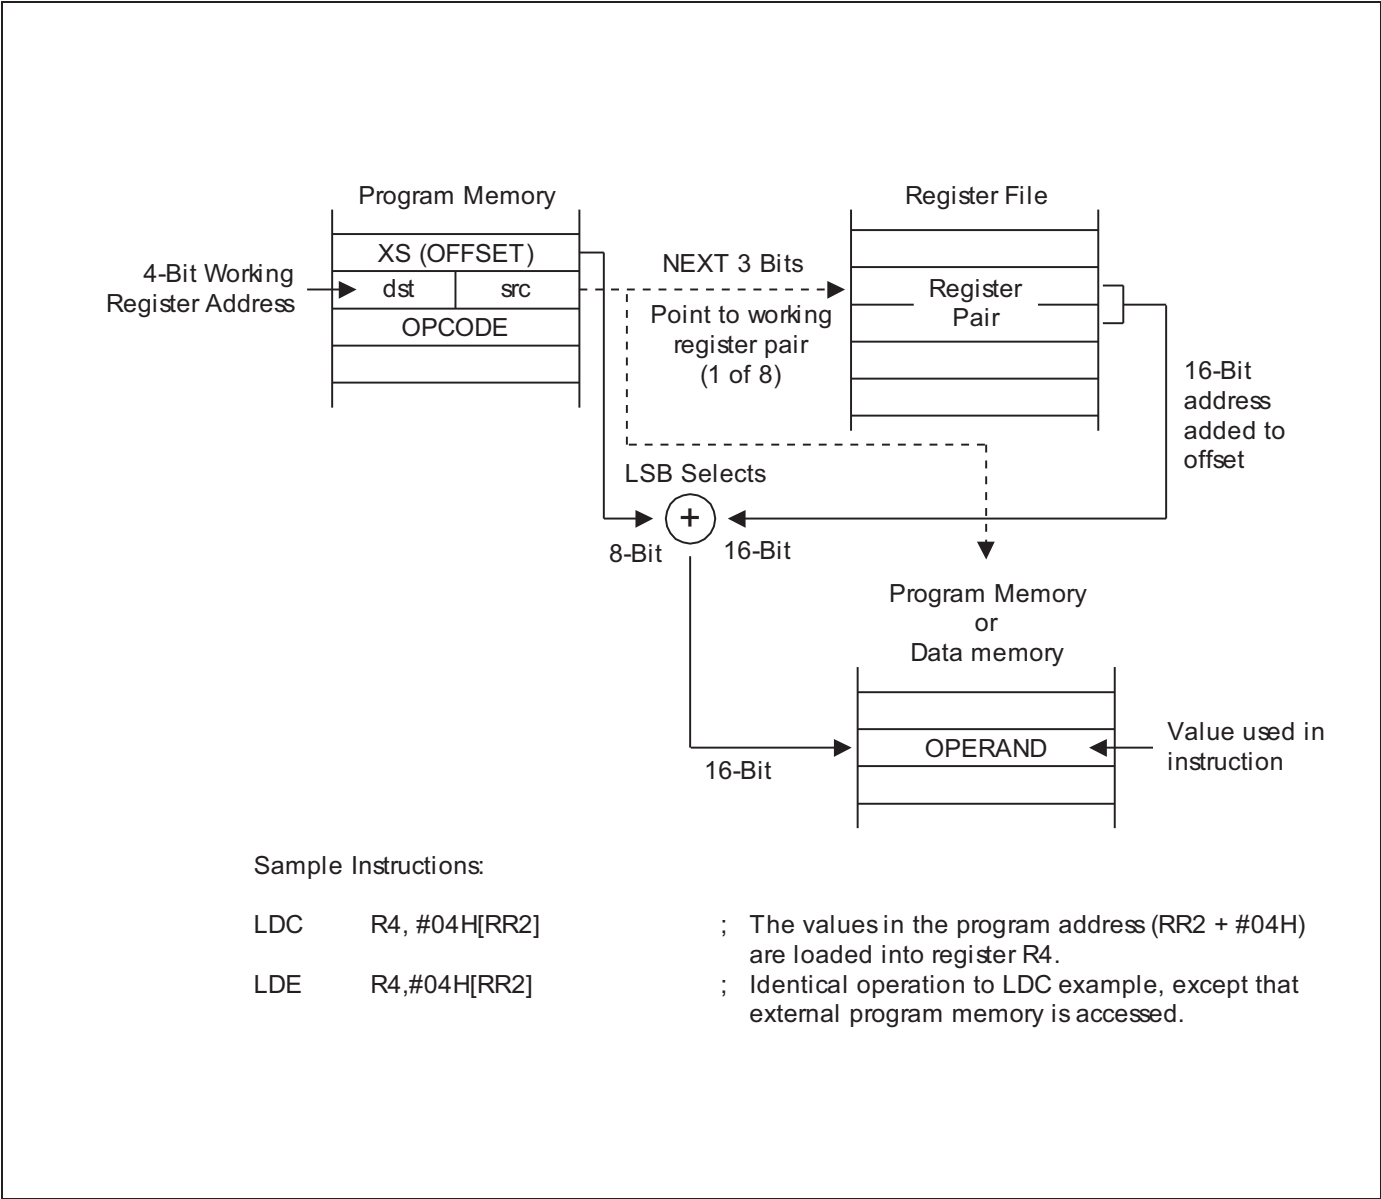 Program Memory
Register File
XS (OFFSET)
4-Bit Working
Register Address
dst
src
OPCODE
NEXT 3 Bits
Point to working
register pair
(1 of 8)
Register
Pair
16-Bit
address
added to
offset
LSB Selects
+
8-Bit
16-Bit
Program Memory
or
Data memory
OPERAND
Value used in
instruction
16-Bit
Sample Instructions:
LDC R4, #04H[RR2] ; The values in the program address (RR2 + #04H)
are loaded into register R4.
LDE R4,#04H[RR2] ; Identical operation to LDC example, except that
external program memory is accessed.